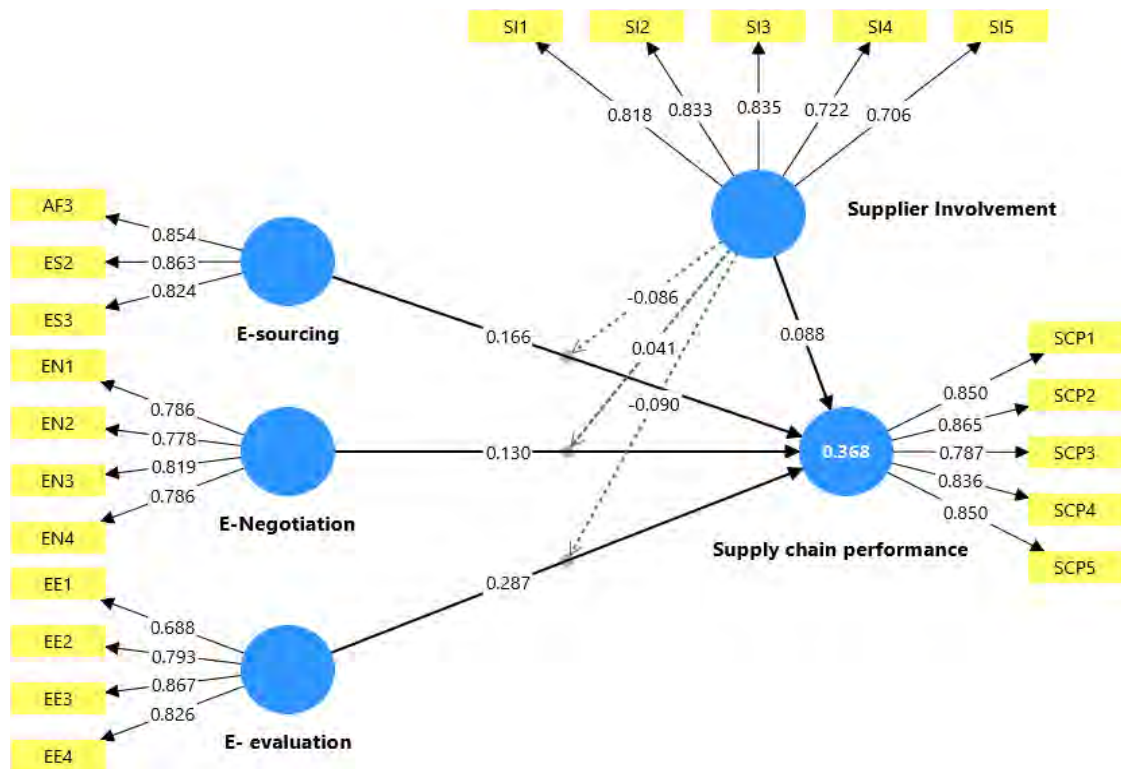 SI1
SI2
SI3
SI4
SI5
0.818
0.833
0.835
0.722
0.706
Supplier Involvement
AF3
ES2
ES3
0.854
0.863
0.824
E-sourcing
EN1
EN2
EN3
EN4
0.786
0.778
0.819
0.786
E-Negotiation
EE1
EE2
EE3
EE4
0.688
0.793
0.867
0.826
E- evaluation
0.166
0.130
0.287
-0.086
0.041
-0.090
0.088
0.368
Supply chain performance
0.850
0.865
0.787
0.836
0.850
SCP1
SCP2
SCP3
SCP4
SCP5